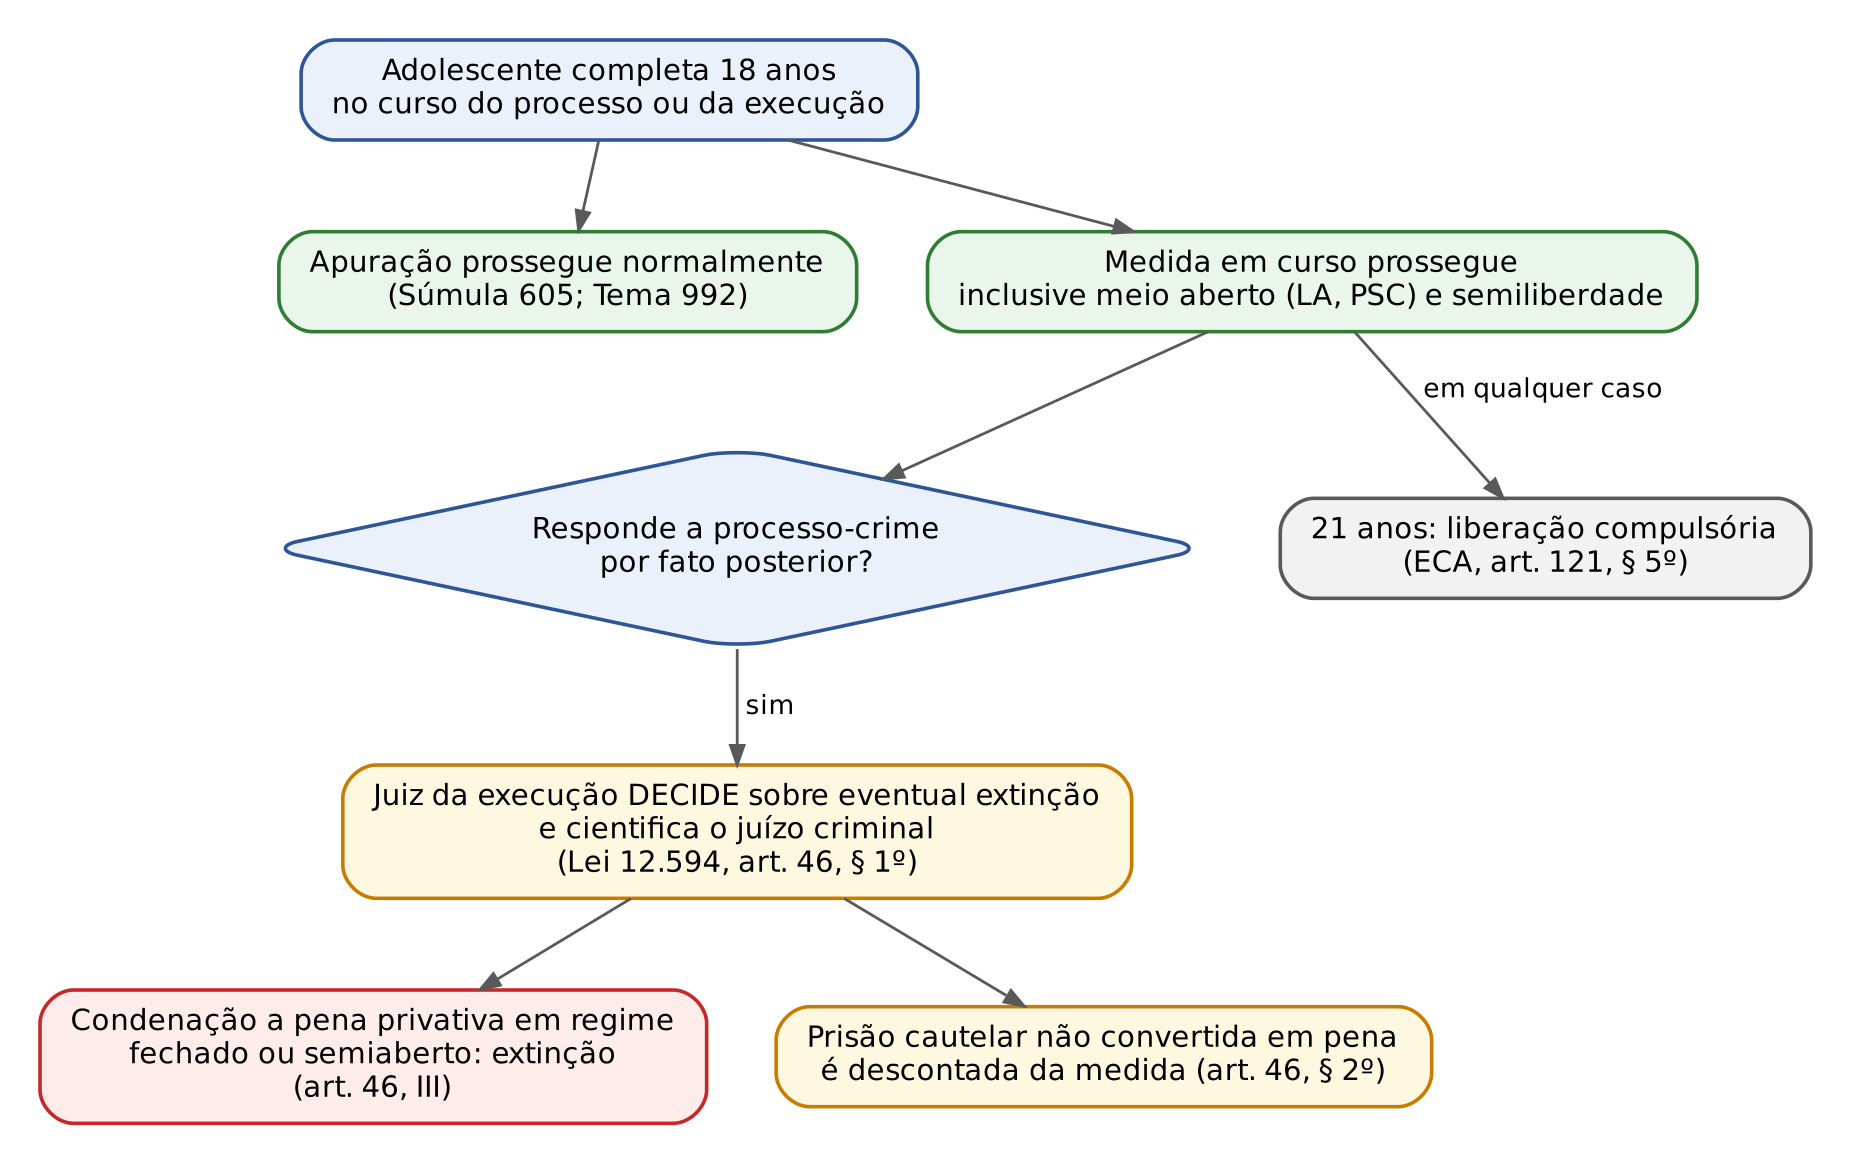 Adolescente completa 18 anos
no curso do processo ou da execução
Apuração prossegue normalmente
(Súmula 605; Tema 992)
Medida em curso prossegue
inclusive meio aberto (LA, PSC) e semiliberdade
em qualquer caso
Responde a processo-crime
por fato posterior?
21 anos: liberação compulsória
(ECA, art. 121, § 5º)
sim
Juiz da execução DECIDE sobre eventual extinção
e cientifica o juízo criminal
(Lei 12.594, art. 46, § 1º)
Condenação a pena privativa em regime
fechado ou semiaberto: extinção
(art. 46, III)
Prisão cautelar não convertida em pena
é descontada da medida (art. 46, § 2º)